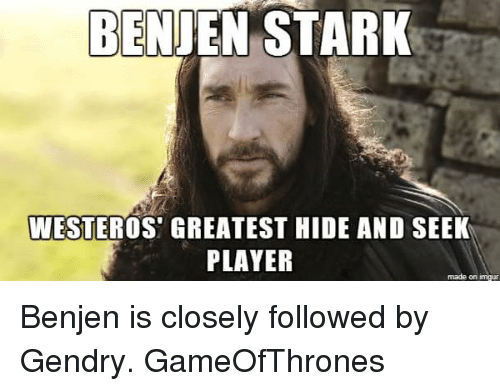 BENJEN STARK
WESTEROS' GREATEST HIDE AND SEEK
PLAYER
made on imgur
Benjen is closely followed by
Gendry. GameOfThrones